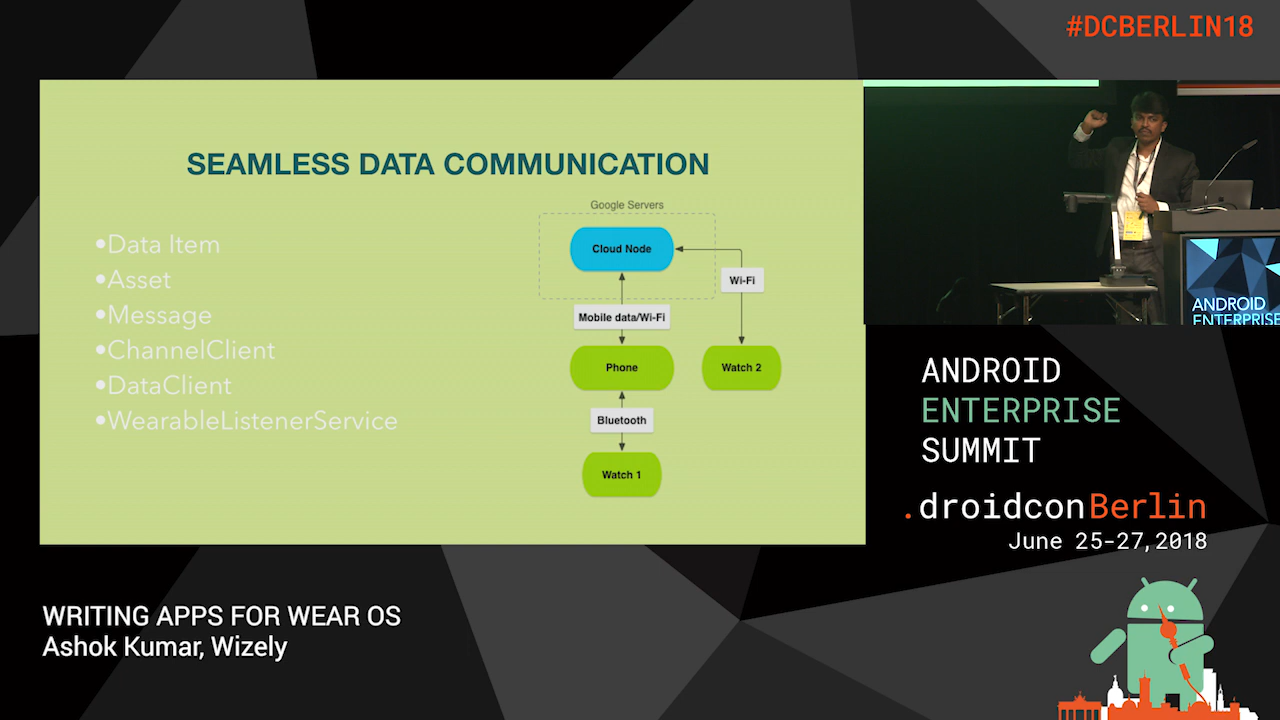 #DCBERLIN18
SEAMLESS DATA COMMUNICATION
•Data Item
•Asset
•Message
•ChannelClient
•DataClient
•WearableListenerService
Google Servers
Cloud Node
Wi-Fi
Mobile data/Wi-Fi
Phone
Watch 2
Bluetooth
Watch 1
ANDROID
ENTERPRISE
ANDROID
ENTERPRISE
SUMMIT
.droidconBerlin
June 25-27,2018
WRITING APPS FOR WEAR OS
Ashok Kumar, Wizely